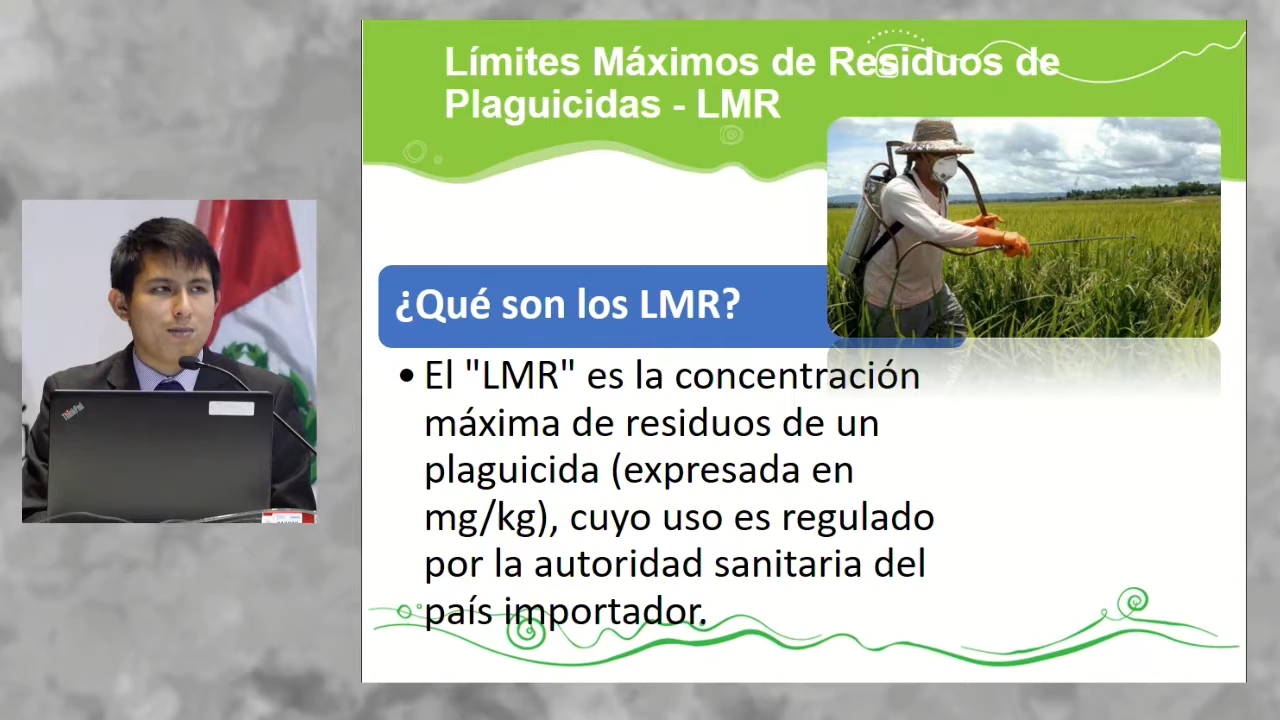 Límites Máximos de Residuos de
Plaguicidas - LMR
¿Qué son los LMR?
• El "LMR" es la concentración
máxima de residuos de un
plaguicida (expresada en
mg/kg), cuyo uso es regulado
por la autoridad sanitaria del
país importador.
ThinkPad